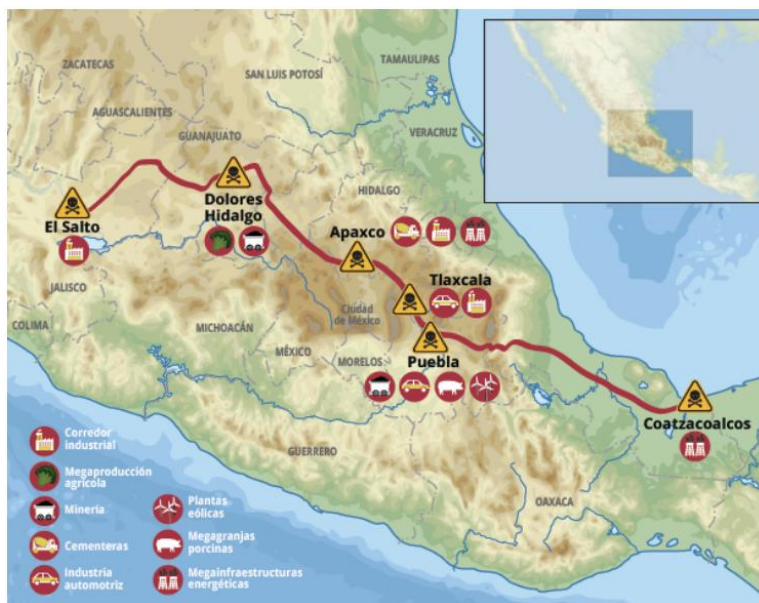 ZACATECAS
TAMAULIPAS
SAN LUIS POTOSÍ
AGUASCALIENTES
GUANAJUATO
VERACRUZ
HIDALGO
El Salto
Dolores
Hidalgo
Apaxco
Tlaxcala
JALISCO
Ciudad
de México
COLIMA
MICHOACÁN
MÉXICO
MORELOS
Puebla
Coatzacoalcos
GUERRERO
OAXACA
Corredor
industrial
Megaproducción
agrícola
Minería
Cementeras
Industria
automotriz
Plantas
eólicas
Megagranjas
porcinas
Megainfraestructuras
energéticas